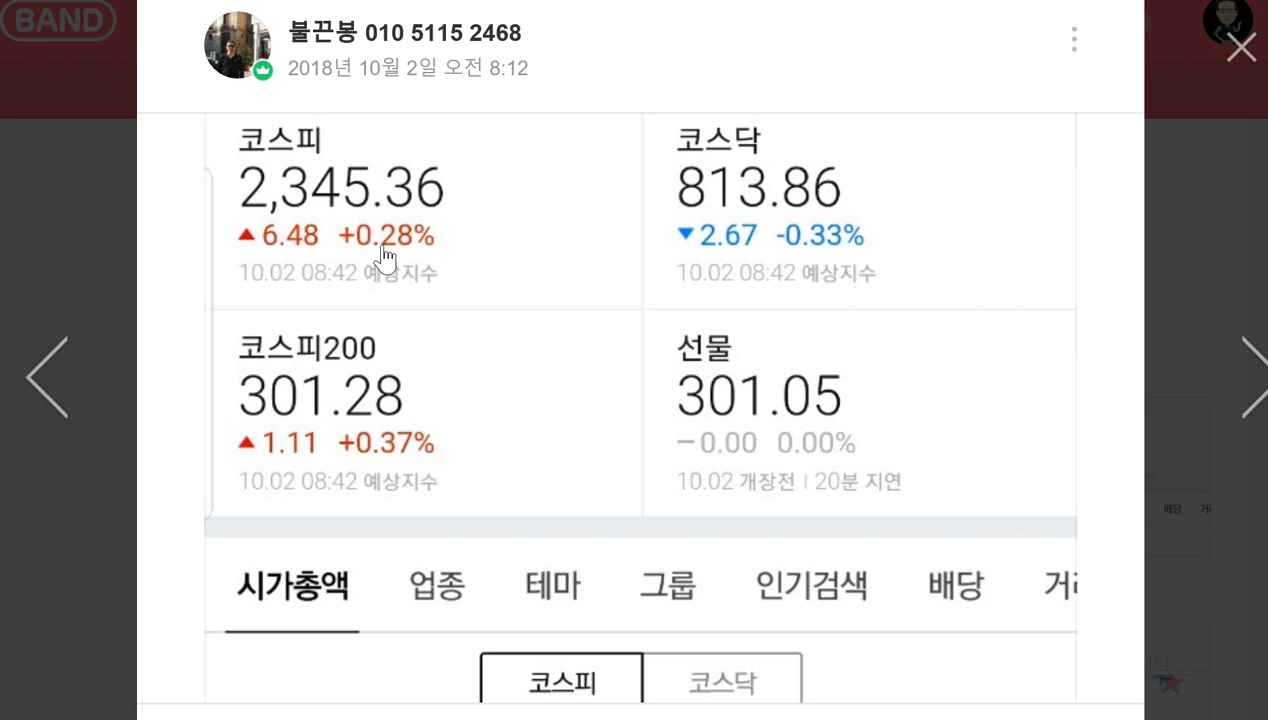 BAND
불끈봉 010 5115 2468
2018년 10월 2일 오전 8:12
코스피
2,345.36
▲ 6.48 +0.28%
10.02 08:42 예상지수
코스닥
813.86
▼ 2.67 -0.33%
10.02 08:42 예상지수
코스피200
301.28
▲ 1.11 +0.37%
10.02 08:42 예상지수
선물
301.05
– 0.00 0.00%
10.02 개장전 | 20분 지연
시가총액 업종 테마 그룹 인기검색 배당
코스피 코스닥
배당